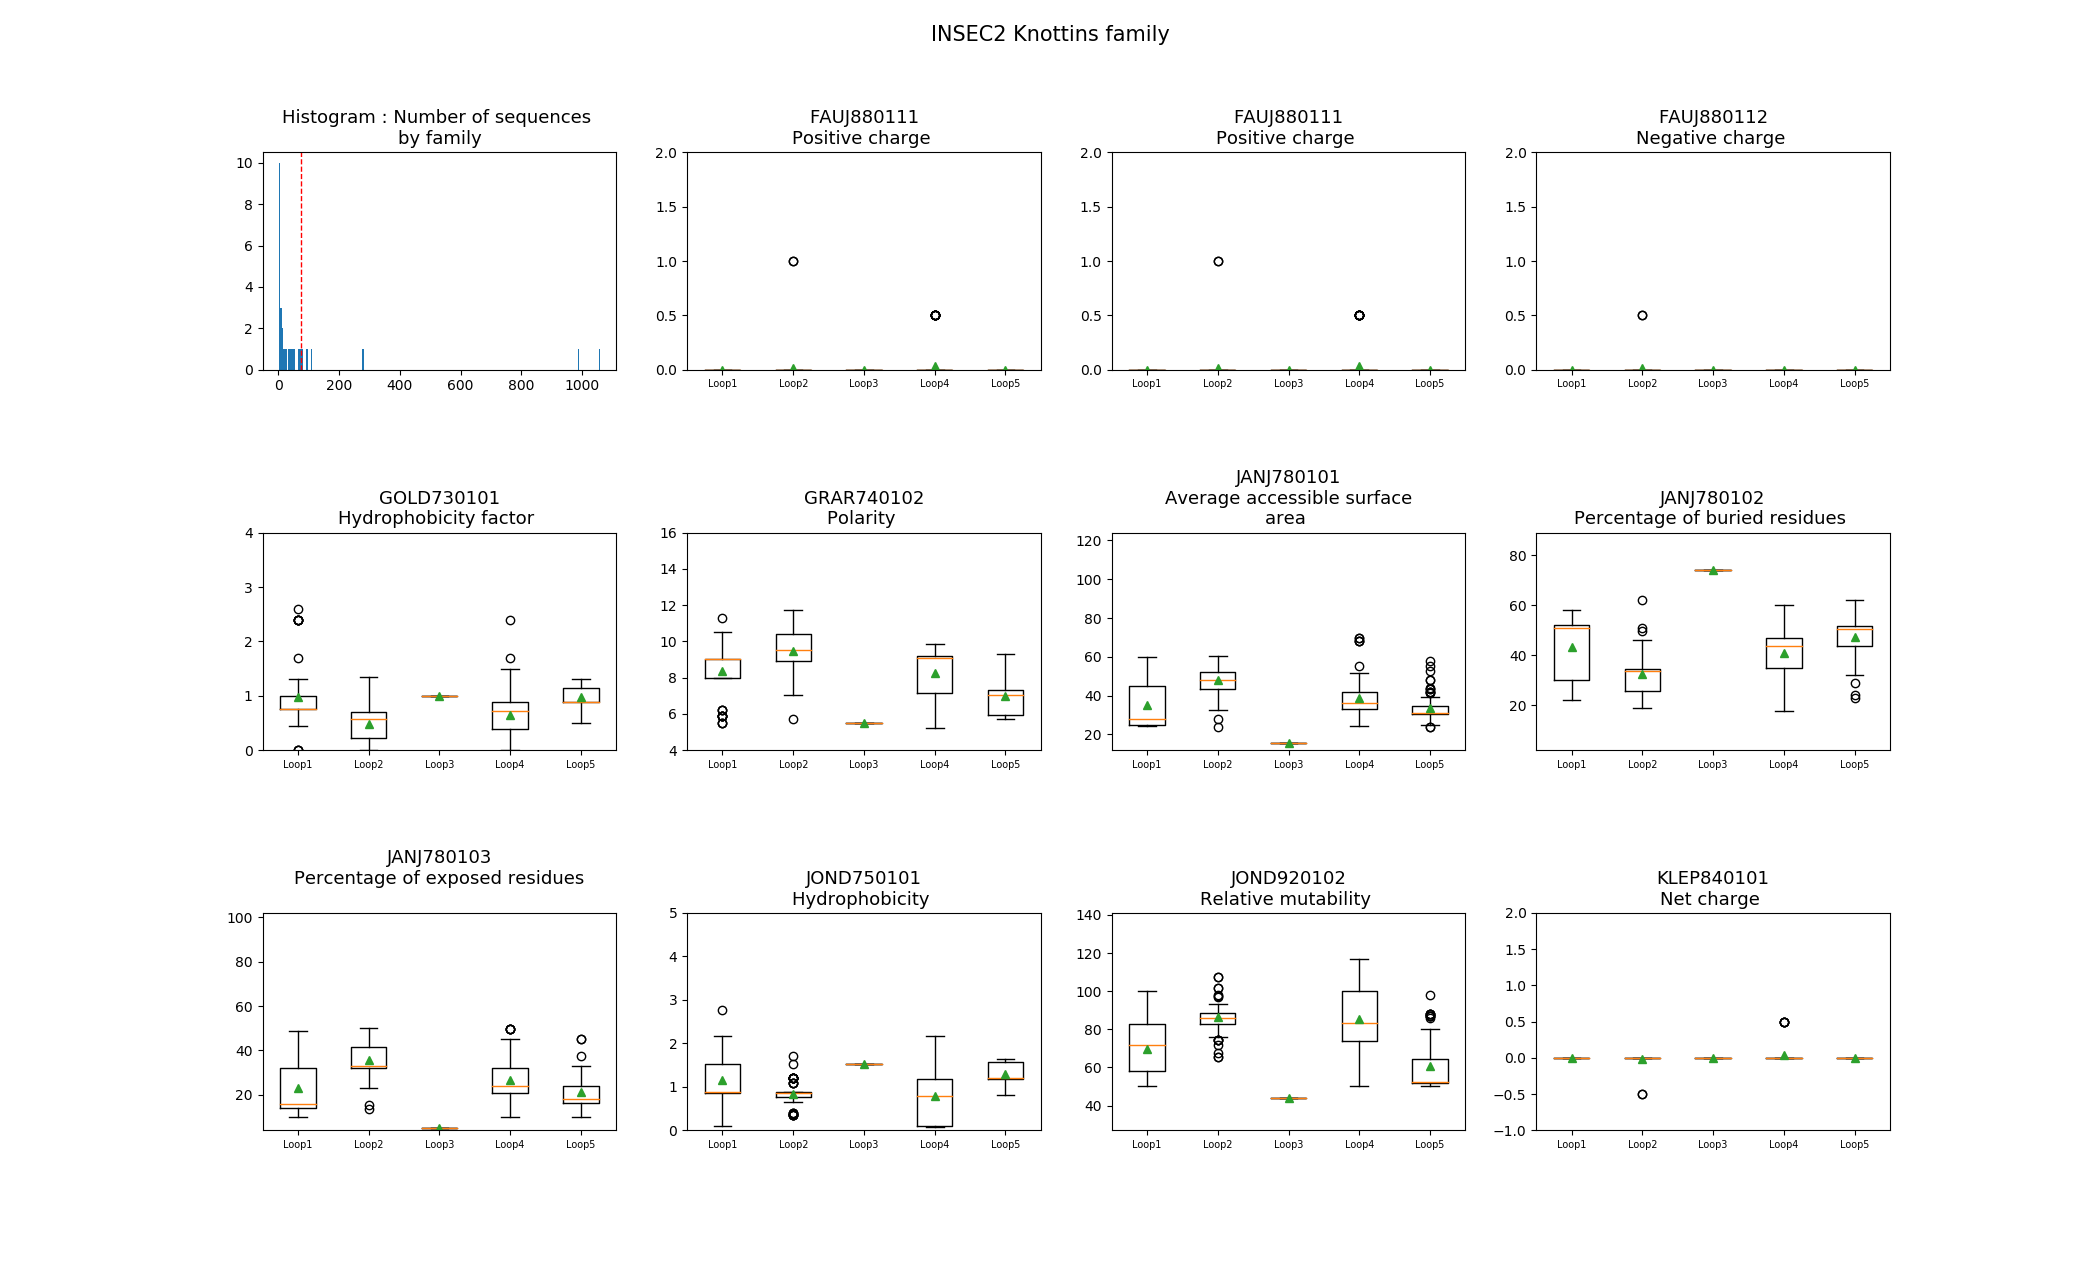 INSEC2 Knottins family
Histogram : Number of sequences
by family
10
8
6
4
2
0
0 200 400 600 800 1000
FAUJ880111
Positive charge
2.0
1.5
1.0
0.5
0.0
Loop1 Loop2 Loop3 Loop4 Loop5
FAUJ880111
Positive charge
2.0
1.5
1.0
0.5
0.0
Loop1 Loop2 Loop3 Loop4 Loop5
FAUJ880112
Negative charge
2.0
1.5
1.0
0.5
0.0
Loop1 Loop2 Loop3 Loop4 Loop5
GOLD730101
Hydrophobicity factor
4
3
2
1
0
Loop1 Loop2 Loop3 Loop4 Loop5
GRAR740102
Polarity
16
14
12
10
8
6
4
Loop1 Loop2 Loop3 Loop4 Loop5
JANJ780101
Average accessible surface
area
120
100
80
60
40
20
Loop1 Loop2 Loop3 Loop4 Loop5
JANJ780102
Percentage of buried residues
80
60
40
20
Loop1 Loop2 Loop3 Loop4 Loop5
JANJ780103
Percentage of exposed residues
100
80
60
40
20
Loop1 Loop2 Loop3 Loop4 Loop5
JOND750101
Hydrophobicity
5
4
3
2
1
0
Loop1 Loop2 Loop3 Loop4 Loop5
JOND920102
Relative mutability
140
120
100
80
60
40
Loop1 Loop2 Loop3 Loop4 Loop5
KLEP840101
Net charge
2.0
1.5
1.0
0.5
0.0
−0.5
−1.0
Loop1 Loop2 Loop3 Loop4 Loop5